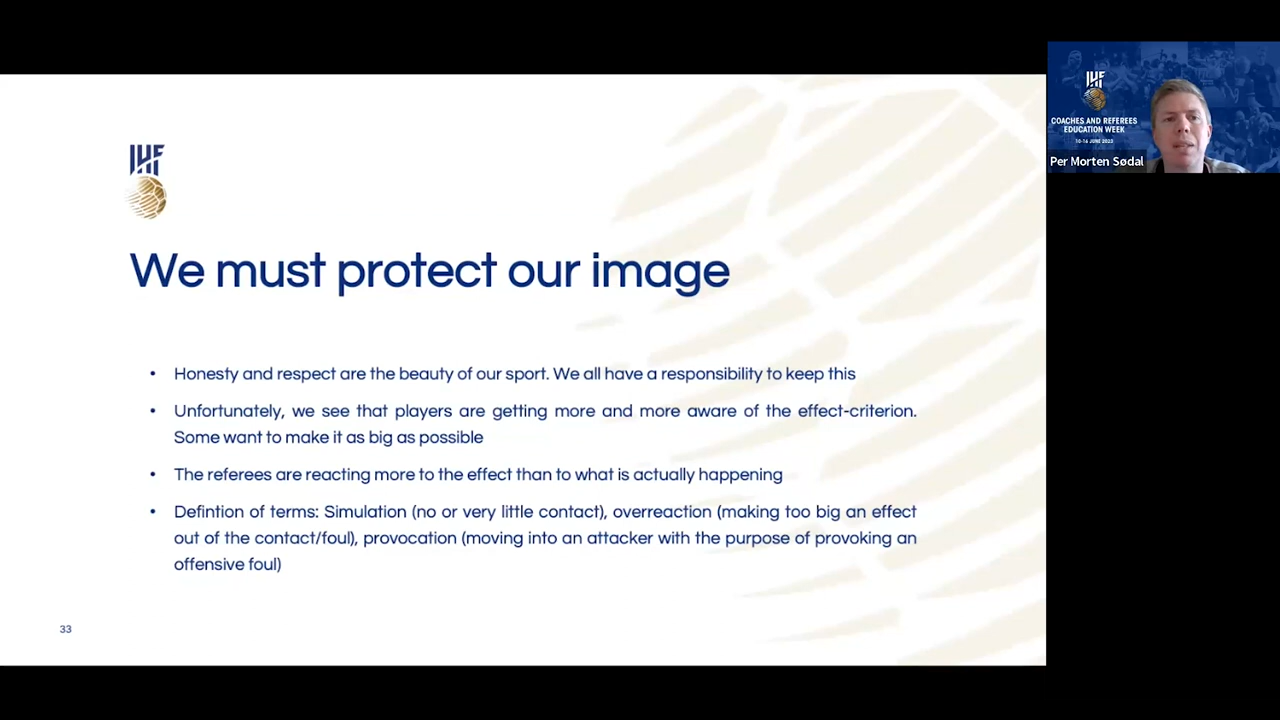 IHF
We must protect our image
• Honesty and respect are the beauty of our sport. We all have a responsibility to keep this
• Unfortunately, we see that players are getting more and more aware of the effect-criterion.
Some want to make it as big as possible
• The referees are reacting more to the effect than to what is actually happening
• Defintion of terms: Simulation (no or very little contact), overreaction (making too big an effect
out of the contact/foul), provocation (moving into an attacker with the purpose of provoking an
offensive foul)
33
IHF
COACHES AND REFEREES
EDUCATION WEEK
10-16 JUNE 2023
Per Morten Sødal